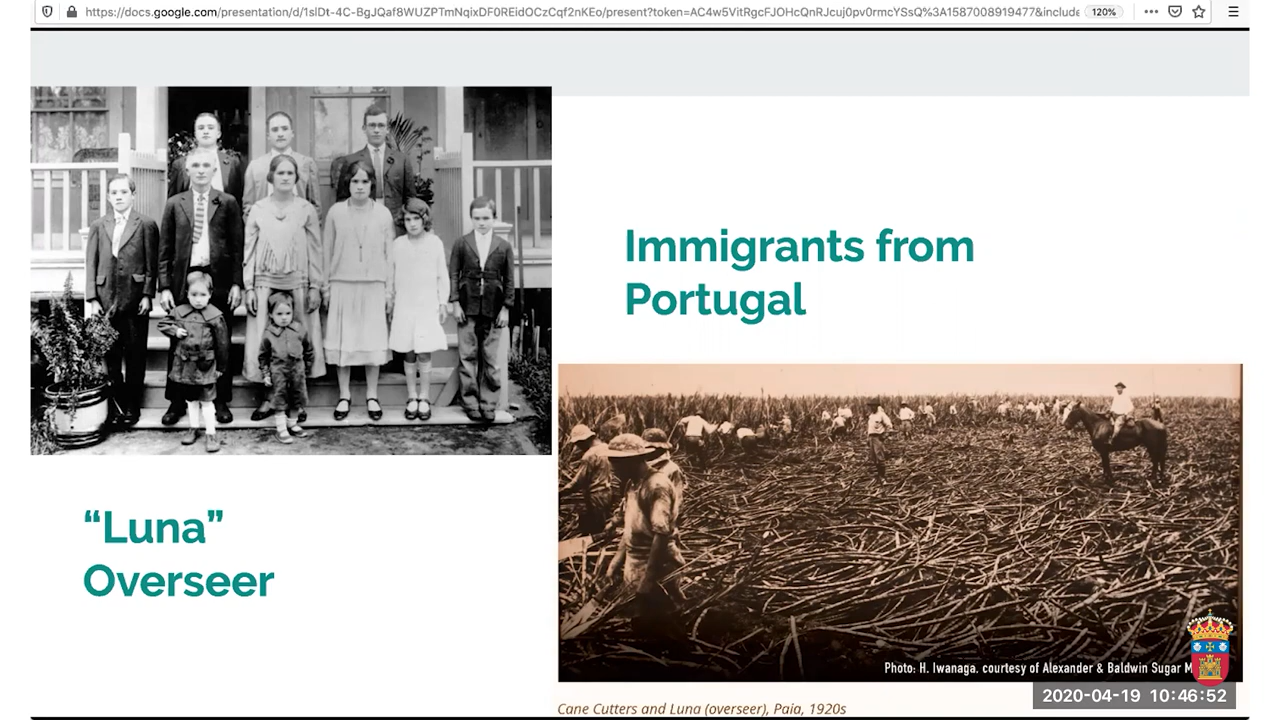 https://docs.google.com/presentation/d/1slDt-4C-BgJQaf8WUZPTmNqixDF0REidOCzCqf2nKEo/present?token=AC4w5VitRgcFJOHcQnRJcuj0pv0rmcYSsQ%3A1587008919477&include 120%
Immigrants from
Portugal
“Luna”
Overseer
Photo: H. Iwanaga, courtesy of Alexander & Baldwin Sugar M
2020-04-19 10:46:52
Cane Cutters and Luna (overseer), Paia, 1920s